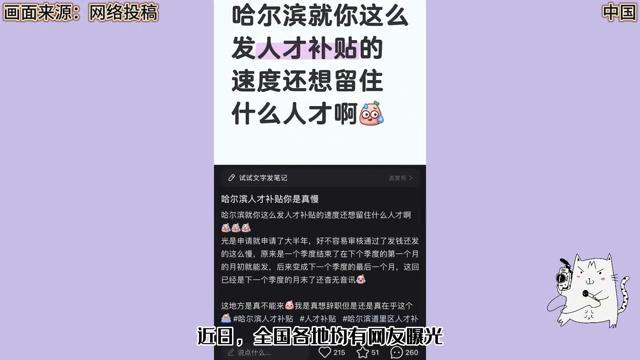 画面来源：网络投稿
中国
哈尔滨就你这么
发人才补贴的
速度还想留住
什么人才啊
试试文字发笔记
去发布 >
哈尔滨人才补贴你是真慢
哈尔滨就你这么发人才补贴的速度还想留住什么人才啊
光是申请就申请了大半年，好不容易审核通过了发钱还发
的这么慢，原来是一个季度结束了在下个季度的第一个月
的月初就能发，后来变成下一个季度的最后一个月，这回
已经是下一个季度的月末了还杳无音讯
这地方是真不能来 我是真想辞职但是还是真在乎这个
#哈尔滨人才补贴 #人才补贴 #哈尔滨道里区人才补
近日，全国各地均有网友曝光
说点什么...
215
51
260